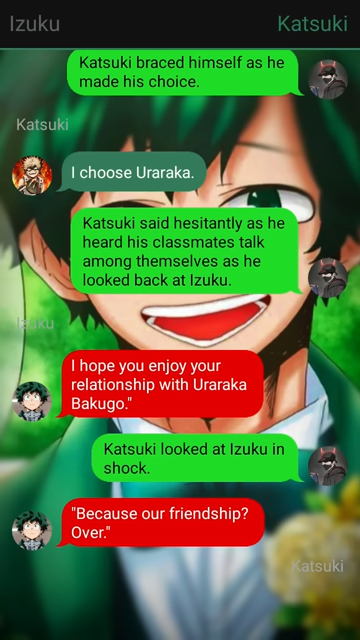 Izuku Katsuki
Katsuki braced himself as he
made his choice.
Katsuki
I choose Uraraka.
Katsuki said hesitantly as he
heard his classmates talk
among themselves as he
looked back at Izuku.
Izuku
I hope you enjoy your
relationship with Uraraka
Bakugo."
Katsuki looked at Izuku in
shock.
"Because our friendship?
Over."
Katsuki